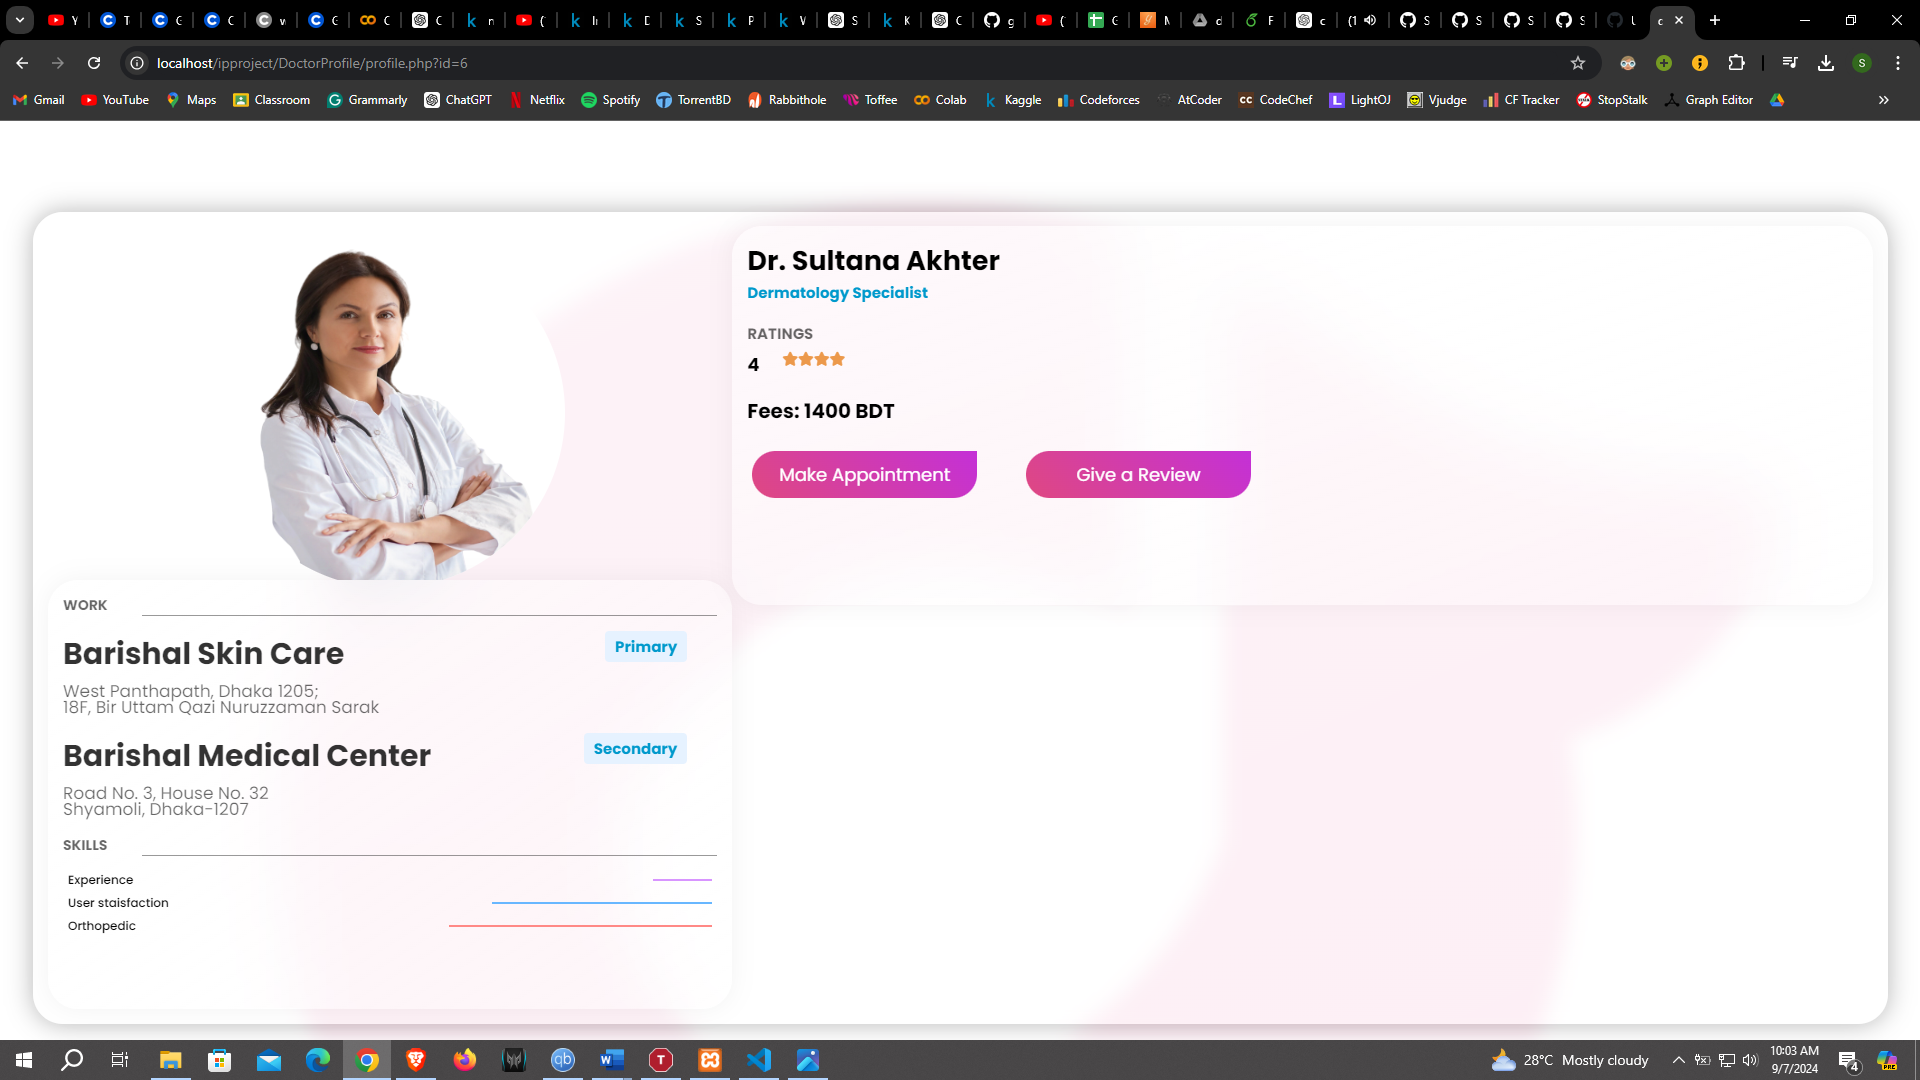 localhost/ipproject/DoctorProfile/profile.php?id=6
S
Gmail YouTube Maps Classroom Grammarly ChatGPT Netflix Spotify TorrentBD Rabbithole Toffee Colab Kaggle Codeforces AtCoder CodeChef LightOJ Vjudge CF Tracker StopStalk Graph Editor
Dr. Sultana Akhter
Dermatology Specialist
RATINGS
4
Fees: 1400 BDT
Make Appointment Give a Review
WORK
Barishal Skin Care Primary
West Panthapath, Dhaka 1205;
18F, Bir Uttam Qazi Nuruzzaman Sarak
Barishal Medical Center Secondary
Road No. 3, House No. 32
Shyamoli, Dhaka-1207
SKILLS
Experience
User staisfaction
Orthopedic
28°C Mostly cloudy
10:03 AM
9/7/2024
4